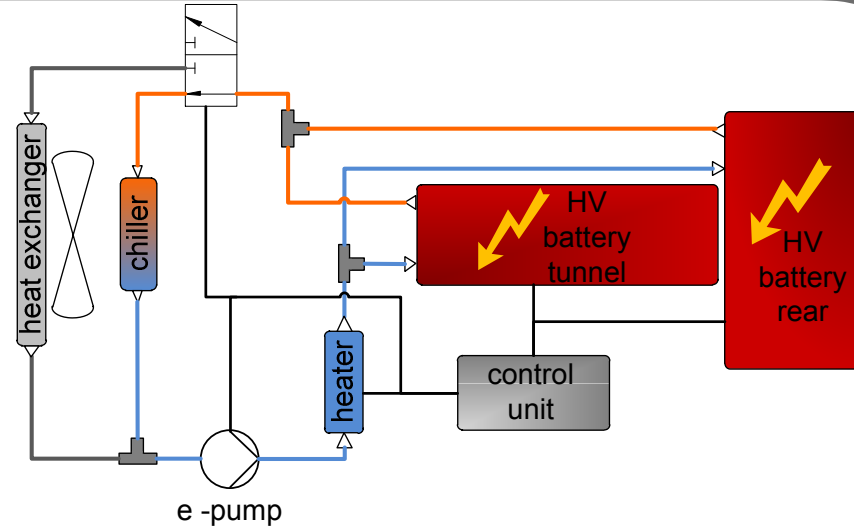 heat exchanger
chiller
HV
battery
tunnel
HV
battery
rear
heater
control
unit
e -pump